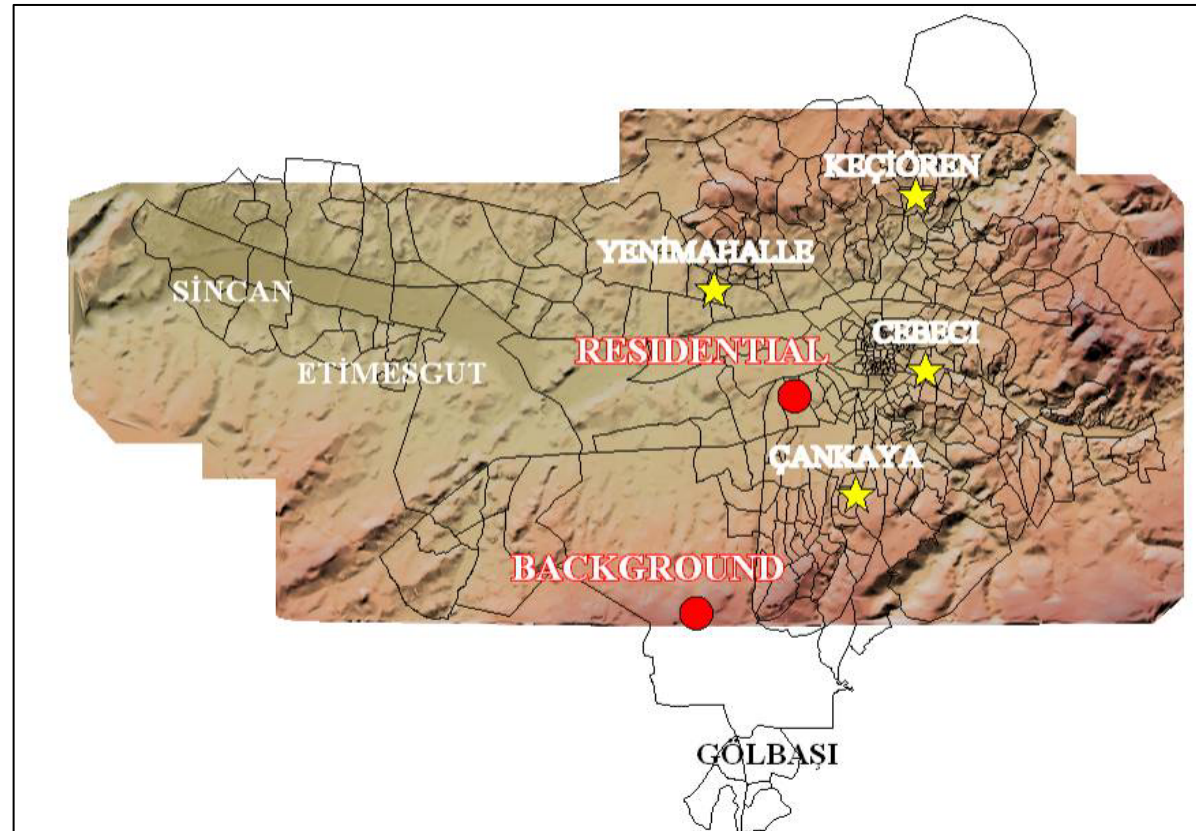 KEÇİÖREN
YENİMAHALLE
SİNCAN
CEBECI
RESIDENTIAL
ETİMESGUT
ÇANKAYA
BACKGROUND
GÖLBAŞI